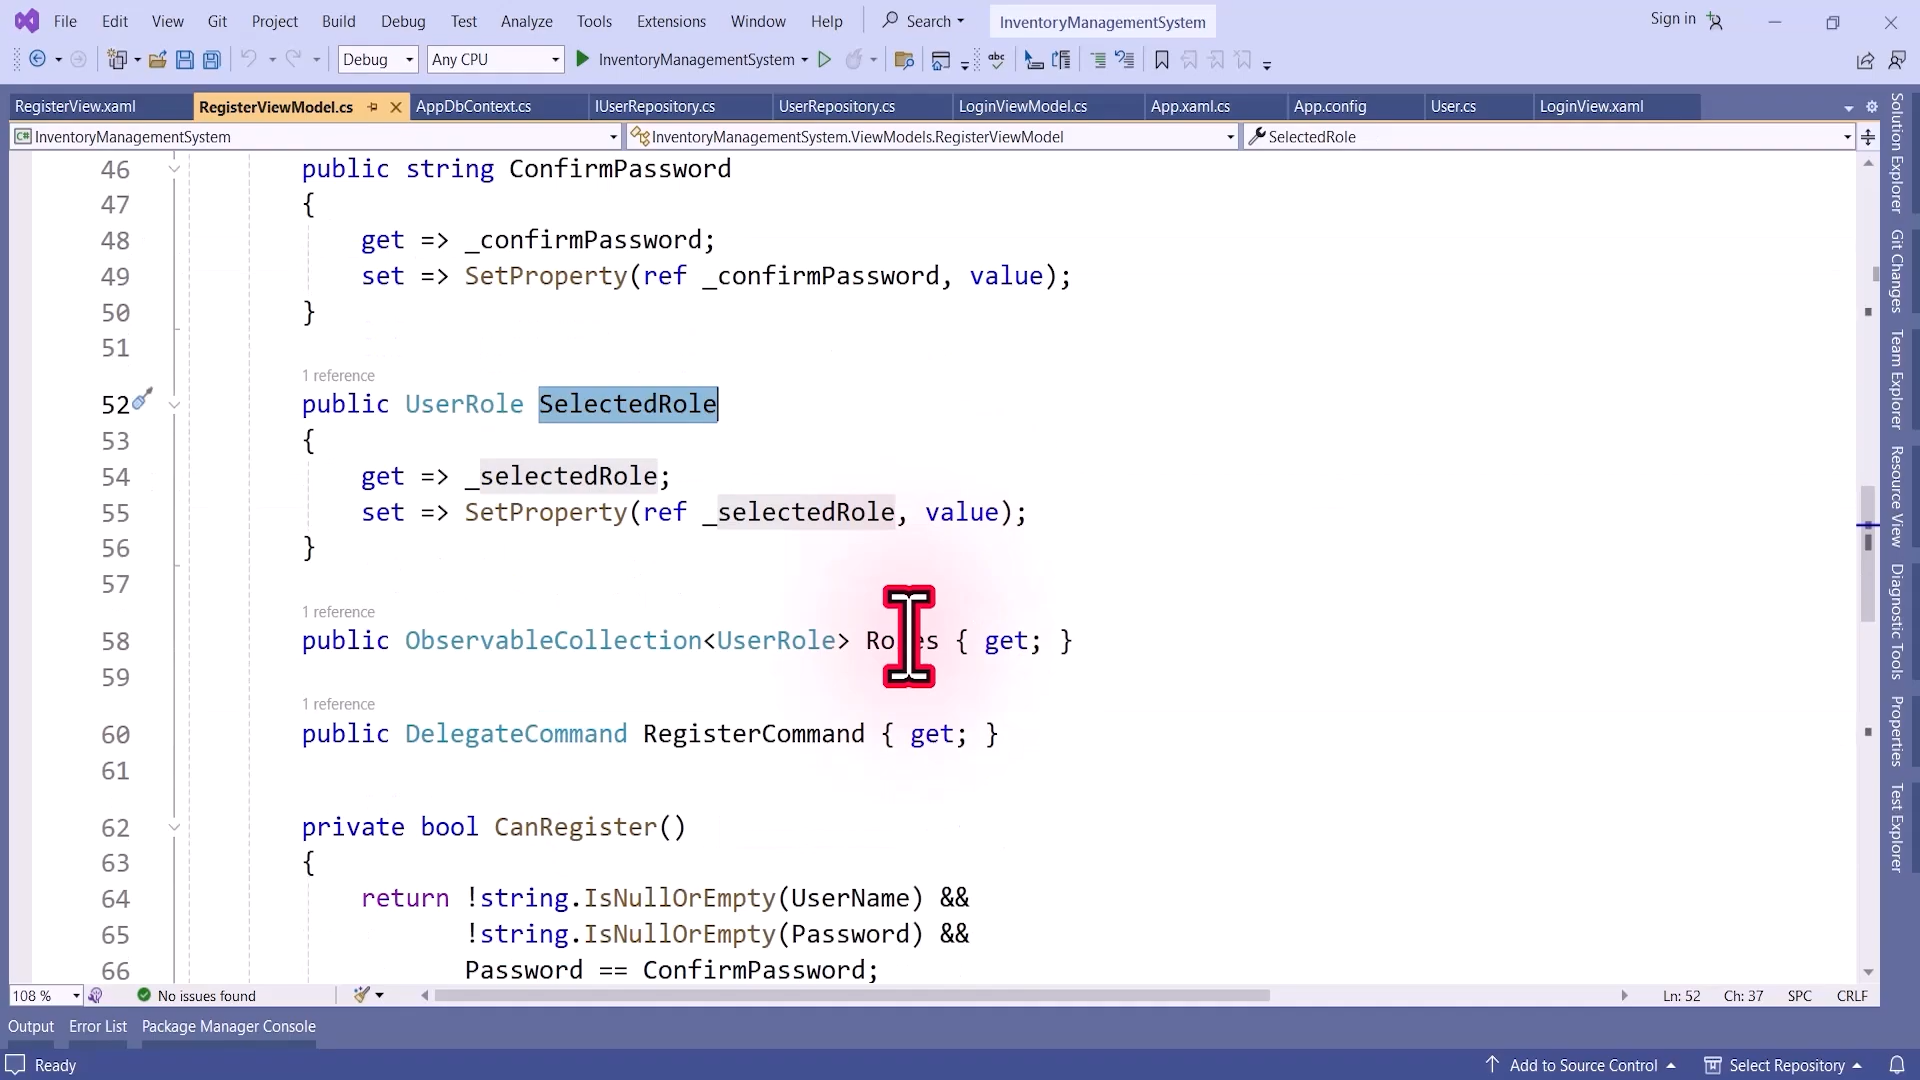 File Edit View Git Project Build Debug Test Analyze Tools Extensions Window Help Search InventoryManagementSystem Sign in
Debug Any CPU InventoryManagementSystem
RegisterView.xaml RegisterViewModel.cs AppDbContext.cs IUserRepository.cs UserRepository.cs LoginViewModel.cs App.xaml.cs App.config User.cs LoginView.xaml
InventoryManagementSystem InventoryManagementSystem.ViewModels.RegisterViewModel SelectedRole
46 public string ConfirmPassword
47 {
48 get => _confirmPassword;
49 set => SetProperty(ref _confirmPassword, value);
50 }
51
1 reference
52 public UserRole SelectedRole
53 {
54 get => _selectedRole;
55 set => SetProperty(ref _selectedRole, value);
56 }
57
1 reference
58 public ObservableCollection<UserRole> Roles { get; }
59
1 reference
60 public DelegateCommand RegisterCommand { get; }
61
62 private bool CanRegister()
63 {
64 return !string.IsNullOrEmpty(UserName) &&
65 !string.IsNullOrEmpty(Password) &&
66 Password == ConfirmPassword;
108 % No issues found Ln: 52 Ch: 37 SPC CRLF
Output Error List Package Manager Console
Ready Add to Source Control Select Repository
Solution Explorer
Git Changes
Team Explorer
Resource View
Diagnostic Tools
Properties
Test Explorer